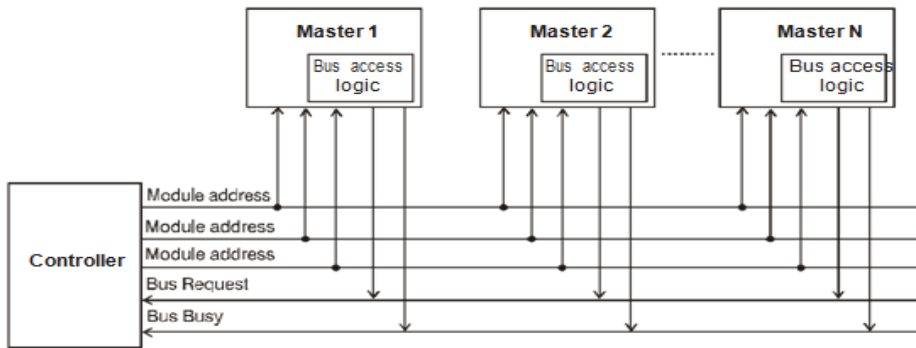 Master 1
Bus access
logic
Master 2
Bus access
logic
Master N
Bus access
logic
Controller
Module address
Module address
Module address
Bus Request
Bus Busy